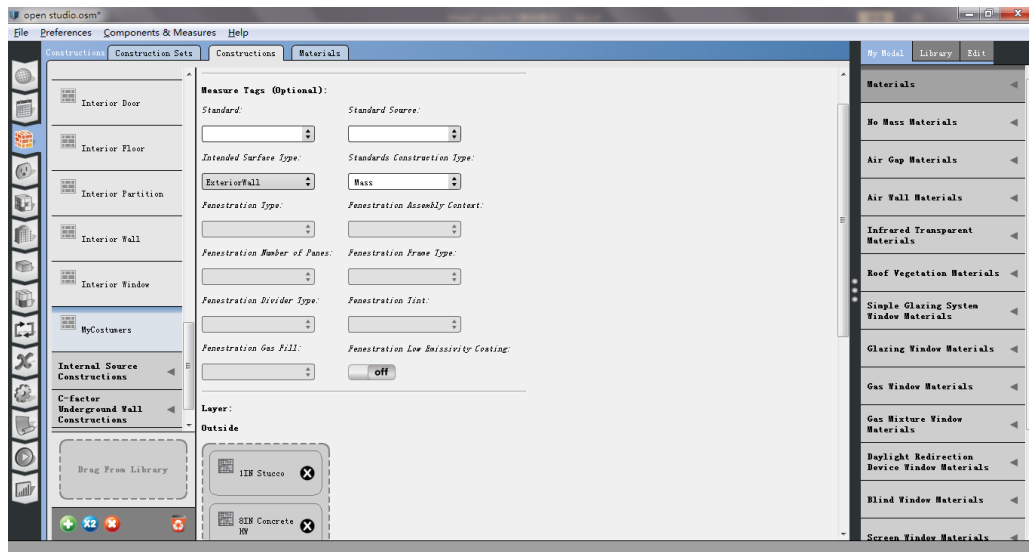 open studio.osm*
File Preferences Components & Measures Help
Constructions Construction Sets Constructions Materials
My Model Library Edit
Interior Door
Interior Floor
Interior Partition
Interior Wall
Interior Window
MyCostumers
Internal Source
Constructions
C-factor
Underground Wall
Constructions
Drag From Library
X2
Measure Tags (Optional):
Standard: Standard Source:
Intended Surface Type: Standards Construction Type:
ExteriorWall Mass
Fenestration Type: Fenestration Assembly Context:
Fenestration Number of Panes: Fenestration Frame Type:
Fenestration Divider Type: Fenestration Tint:
Fenestration Gas Fill: Fenestration Low Emissivity Coating:
off
Layer:
Outside
1IN Stucco
8IN Concrete
HW
Materials
No Mass Materials
Air Gap Materials
Air Wall Materials
Infrared Transparent
Materials
Roof Vegetation Materials
Simple Glazing System
Window Materials
Glazing Window Materials
Gas Window Materials
Gas Mixture Window
Materials
Daylight Redirection
Device Window Materials
Blind Window Materials
Screen Window Materials